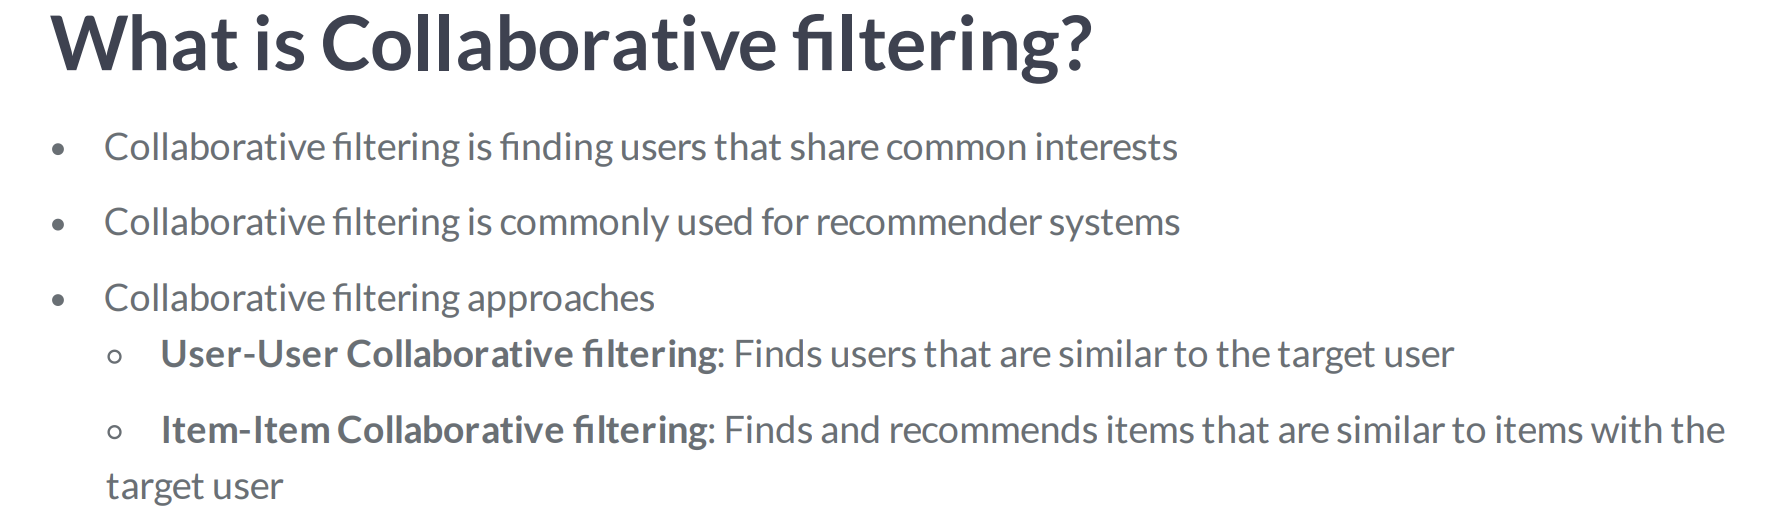 What is Collaborative filtering?
• Collaborative filtering is finding users that share common interests
• Collaborative filtering is commonly used for recommender systems
• Collaborative filtering approaches
○ User-User Collaborative filtering: Finds users that are similar to the target user
○ Item-Item Collaborative filtering: Finds and recommends items that are similar to items with the
target user